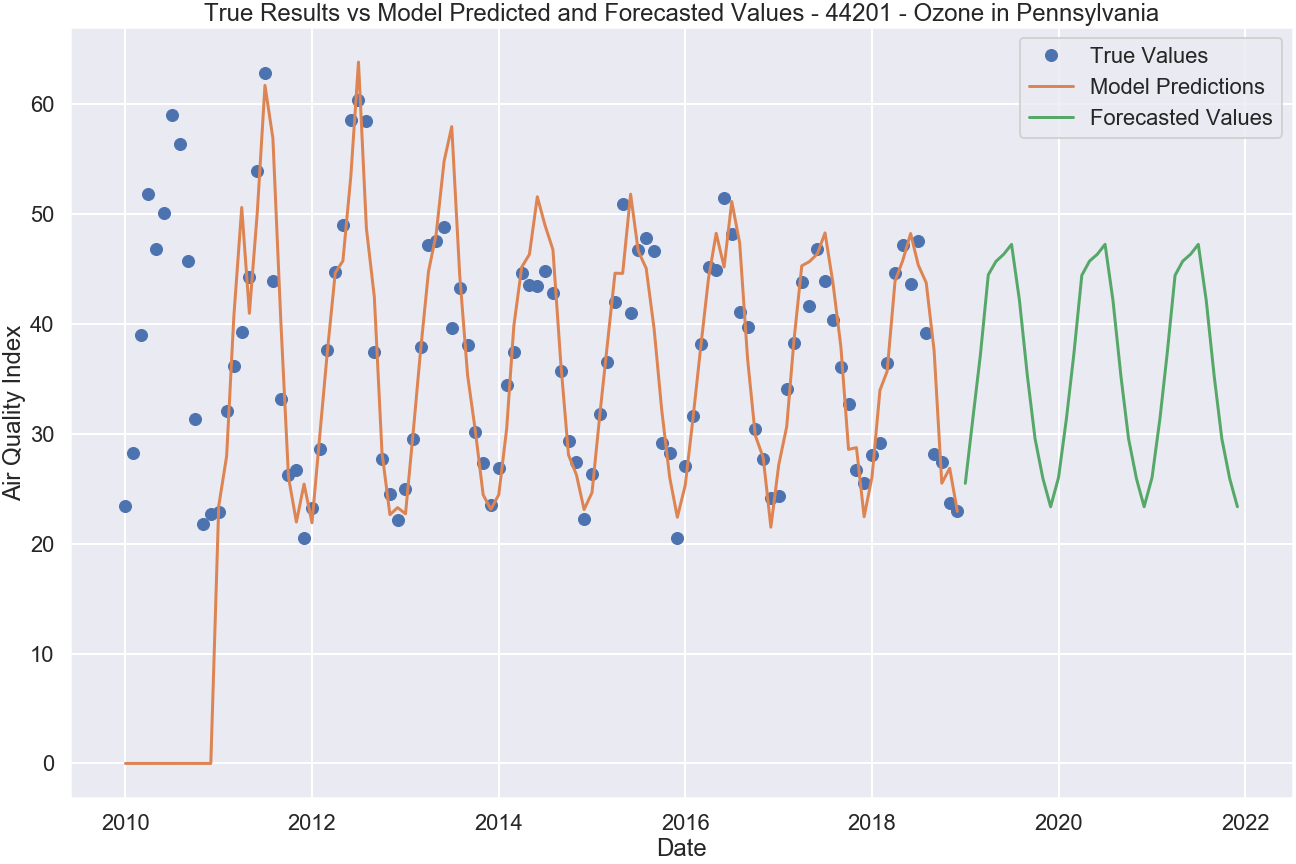 True Results vs Model Predicted and Forecasted Values - 44201 - Ozone in Pennsylvania
True Values
Model Predictions
Forecasted Values
Air Quality Index
60
50
40
30
20
10
0
2010 2012 2014 2016 2018 2020 2022
Date